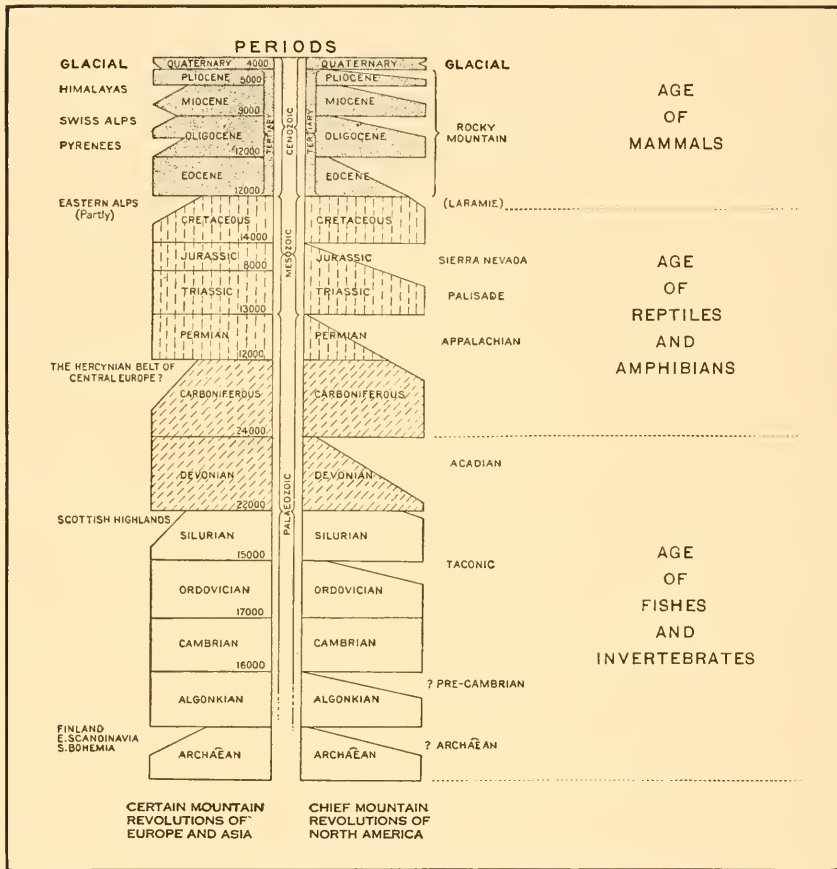 PERIODS
GLACIAL
QUATERNARY 4000
QUATERNARY
GLACIAL
PLIOCENE
5000
PLIOCENE
HIMALAYAS
MIOCENE
9000
MIOCENE
SWISS ALPS
OLIGOCENE
12000
OLIGOCENE
PYRENEES
EOCENE
12000
EOCENE
TERTIARY
CENOZOIC
TERTIARY
ROCKY
MOUNTAIN
AGE
OF
MAMMALS
EASTERN ALPS
(Partly)
CRETACEOUS
14000
CRETACEOUS
(LARAMIE)
JURASSIC
8000
JURASSIC
SIERRA NEVADA
TRIASSIC
13000
TRIASSIC
PALISADE
MESOZOIC
PERMIAN
12000
PERMIAN
APPALACHIAN
AGE
OF
REPTILES
AND
AMPHIBIANS
THE HERCYNIAN BELT OF
CENTRAL EUROPE ?
CARBONIFEROUS
24000
CARBONIFEROUS
DEVONIAN
22000
DEVONIAN
ACADIAN
PALAEOZOIC
SCOTTISH HIGHLANDS
SILURIAN
15000
SILURIAN
TACONIC
ORDOVICIAN
17000
ORDOVICIAN
CAMBRIAN
16000
CAMBRIAN
AGE
OF
FISHES
AND
INVERTEBRATES
ALGONKIAN
ALGONKIAN
? PRE-CAMBRIAN
FINLAND
E. SCANDINAVIA
S. BOHEMIA
ARCHÆAN
ARCHÆAN
? ARCHÆAN
CERTAIN MOUNTAIN
REVOLUTIONS OF
EUROPE AND ASIA
CHIEF MOUNTAIN
REVOLUTIONS OF
NORTH AMERICA